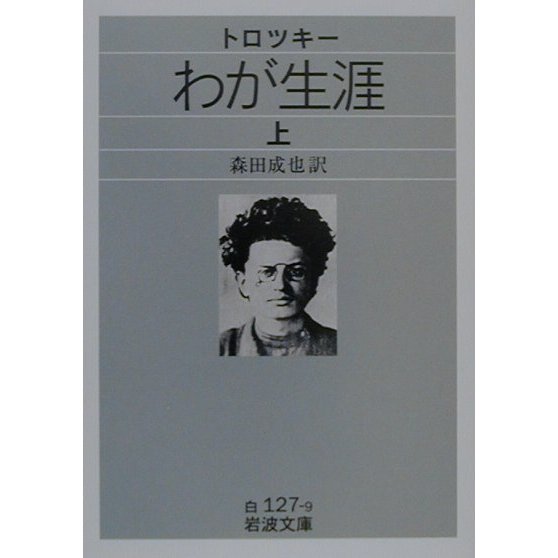 トロツキー
わが生涯
上
森田成也訳
白 127-9
岩波文庫